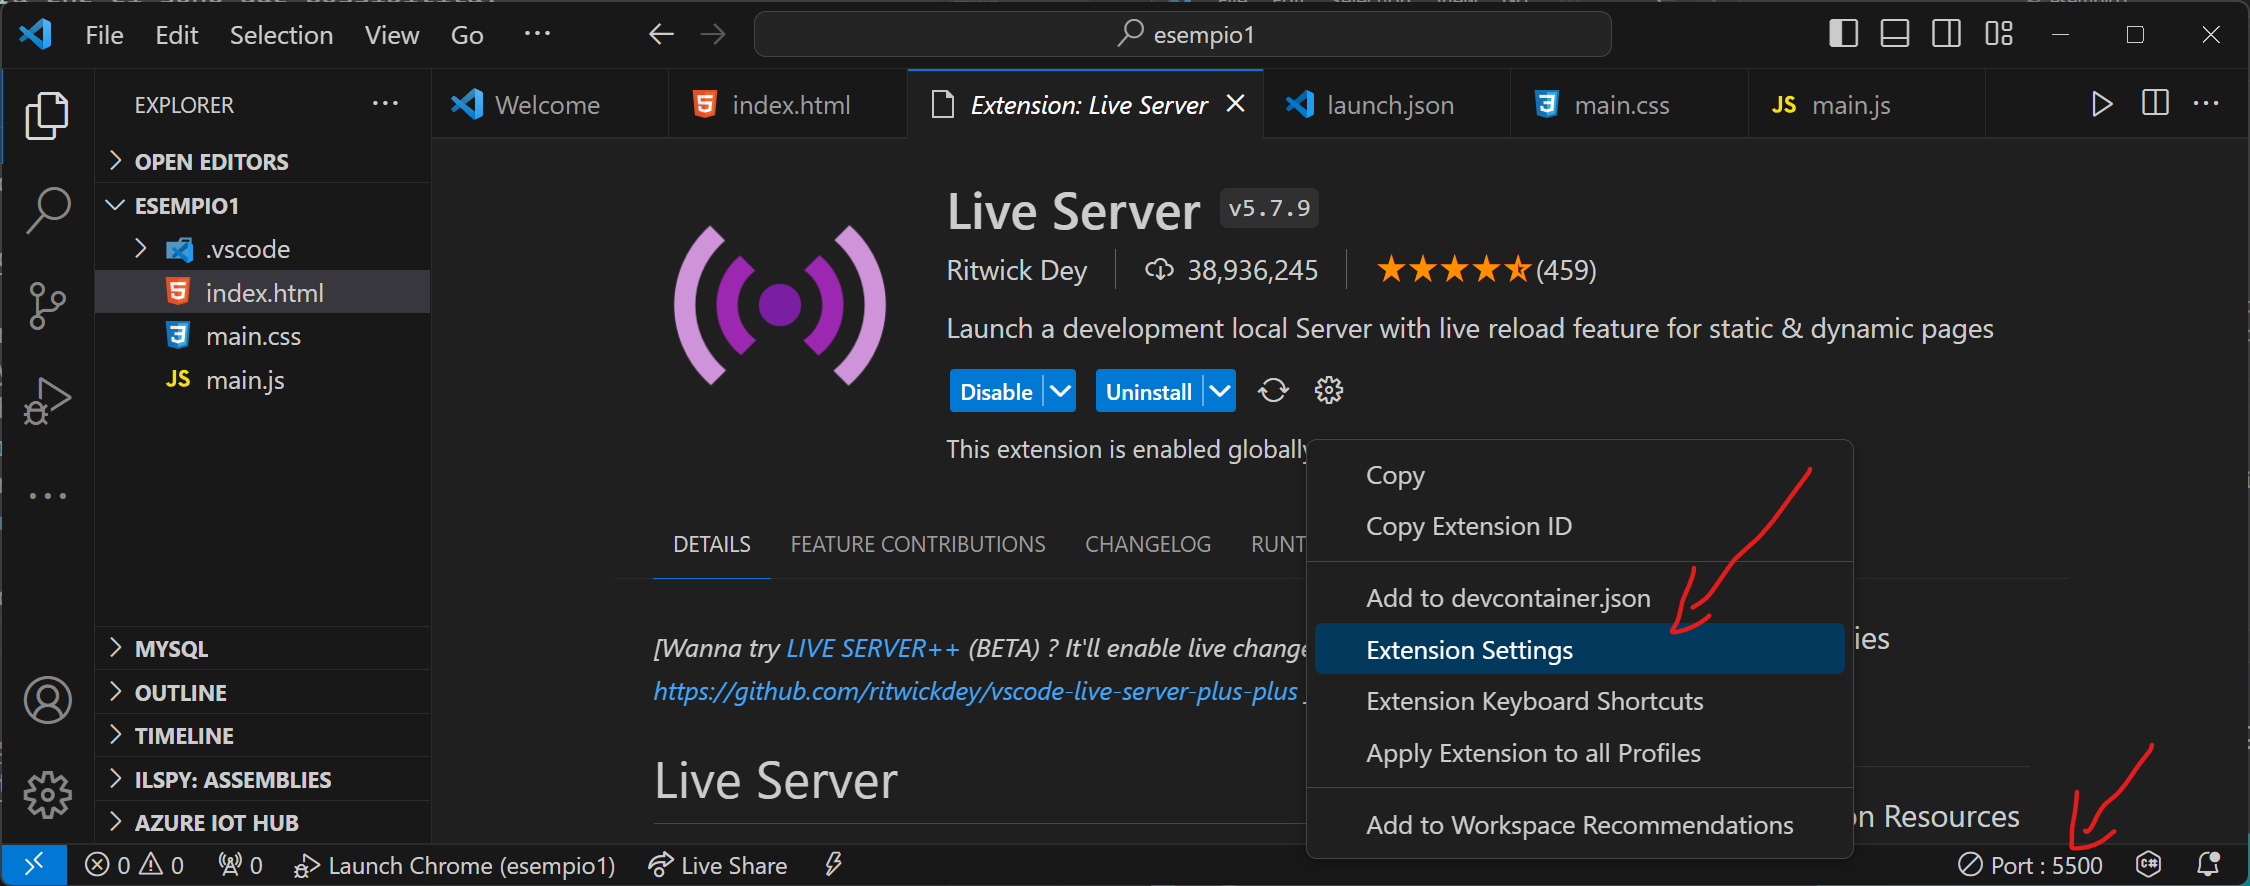 File Edit Selection View Go ...
esempio1
EXPLORER ...
Welcome
index.html
Extension: Live Server
launch.json
main.css
JS main.js
OPEN EDITORS
ESEMPIO1
.vscode
index.html
main.css
JS main.js
MYSQL
OUTLINE
TIMELINE
ILSPY: ASSEMBLIES
AZURE IOT HUB
Live Server v5.7.9
Ritwick Dey 38,936,245 (459)
Launch a development local Server with live reload feature for static & dynamic pages
Disable Uninstall
This extension is enabled globally
DETAILS FEATURE CONTRIBUTIONS CHANGELOG RUNT
[Wanna try LIVE SERVER++ (BETA) ? It'll enable live change
https://github.com/ritwickdey/vscode-live-server-plus-plus
Live Server
Copy
Copy Extension ID
Add to devcontainer.json
Extension Settings
Extension Keyboard Shortcuts
Apply Extension to all Profiles
Add to Workspace Recommendations
ies
on Resources
0 0 0 Launch Chrome (esempio1) Live Share
Port : 5500